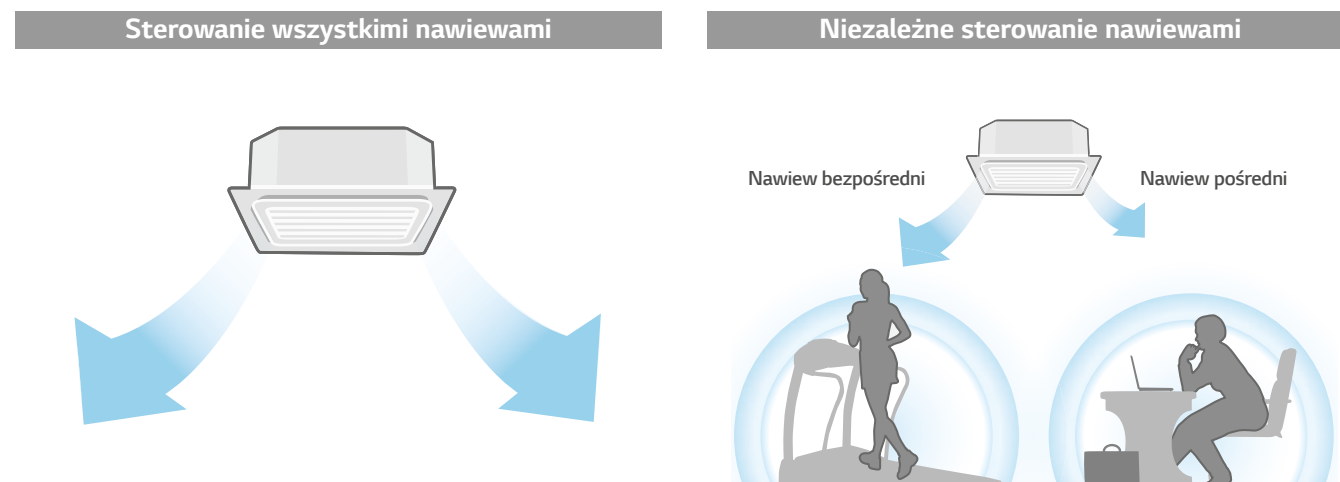 Sterowanie wszystkimi nawiewami
Niezależne sterowanie nawiewami
Nawiew bezpośredni
Nawiew pośredni